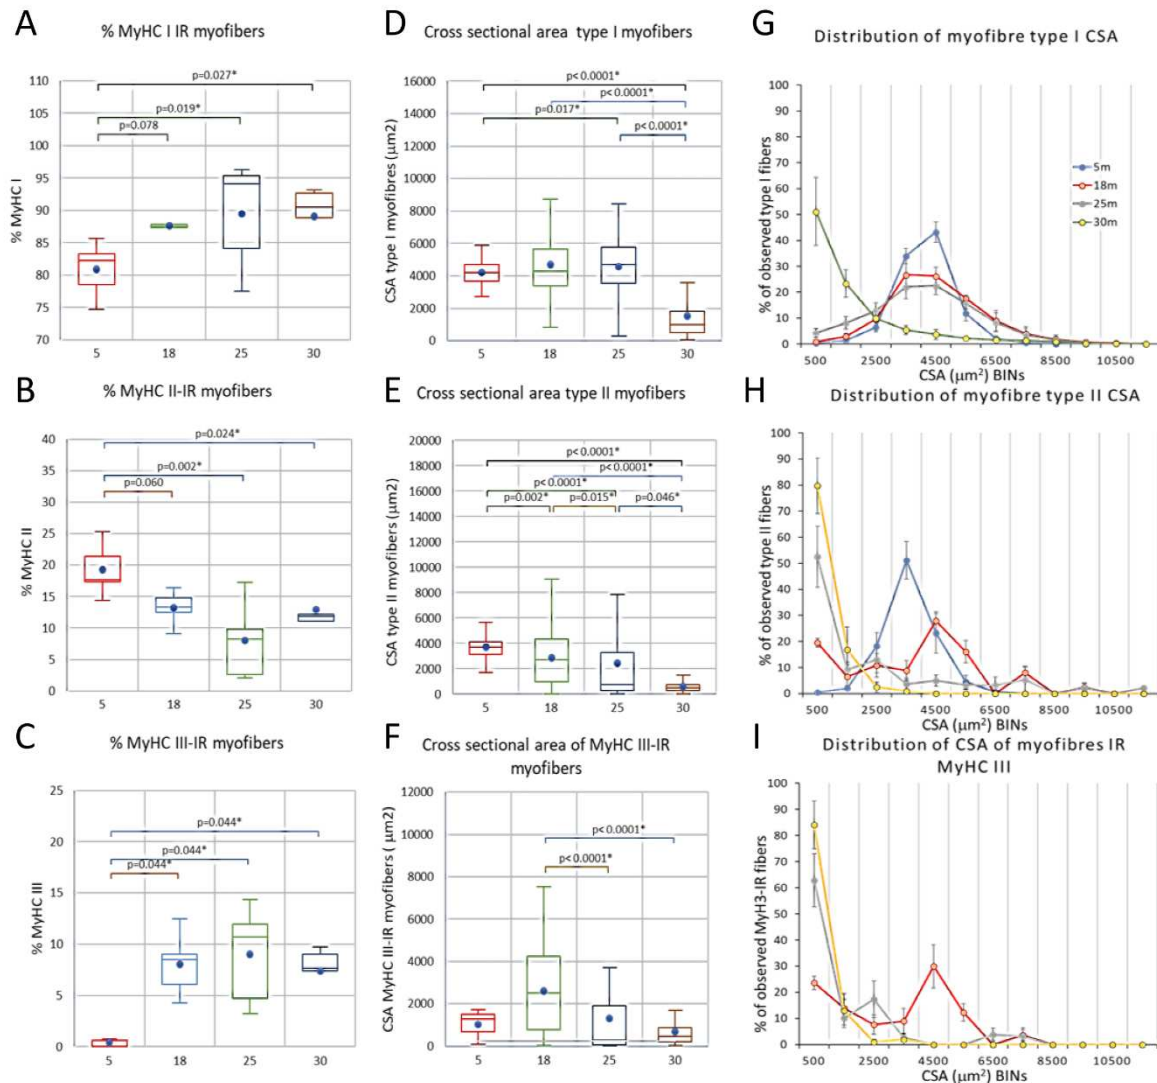 A
% MyHC I IR myofibers
110
105
100
95
90
85
80
75
70
% MyHC I
p=0.027*
p=0.019*
p=0.078
5 18 25 30
D
Cross sectional area type I myofibers
16000
14000
12000
10000
8000
6000
4000
2000
0
CSA type I myofibres (µm2)
p<0.0001*
p<0.0001*
p=0.017*
p<0.0001*
5 18 25 30
G
Distribution of myofibre type I CSA
100
90
80
70
60
50
40
30
20
10
0
% of observed type I fibers
5m
18m
25m
30m
500 2500 4500 6500 8500 10500
CSA (µm²) BINs
B
% MyHC II-IR myofibers
40
35
30
25
20
15
10
5
0
% MyHC II
p=0.024*
p=0.002*
p=0.060
5 18 25 30
E
Cross sectional area type II myofibers
20000
18000
16000
14000
12000
10000
8000
6000
4000
2000
0
CSA type II myofibers (µm2)
p<0.0001*
p<0.0001*
p<0.0001*
p=0.002* p=0.015* p=0.046*
5 18 25 30
H
Distribution of myofibre type II CSA
100
90
80
70
60
50
40
30
20
10
0
% of observed type II fibers
500 2500 4500 6500 8500 10500
CSA (µm²) BINs
C
% MyHC III-IR myofibers
25
20
15
10
5
0
% MyHC III
p=0.044*
p=0.044*
p=0.044*
5 18 25 30
F
Cross sectional area of MyHC III-IR
myofibers
12000
10000
8000
6000
4000
2000
0
CSA MyHC III-IR myofibers ( µm2)
p<0.0001*
p<0.0001*
5 18 25 30
I
Distribution of CSA of myofibres IR
MyHC III
100
90
80
70
60
50
40
30
20
10
0
% of observed MyH3-IR fibers
500 2500 4500 6500 8500 10500
CSA (µm²) BINs